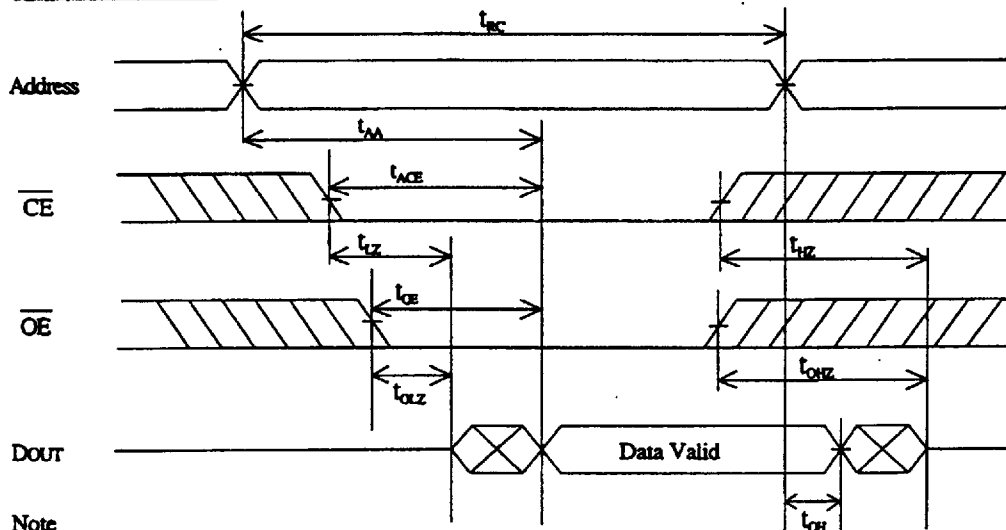 tRC
Address
tAA
CE
tACE
tLZ
tHZ
OE
tOE
tOLZ
tOHZ
DOUT
Data Valid
tOH
Note